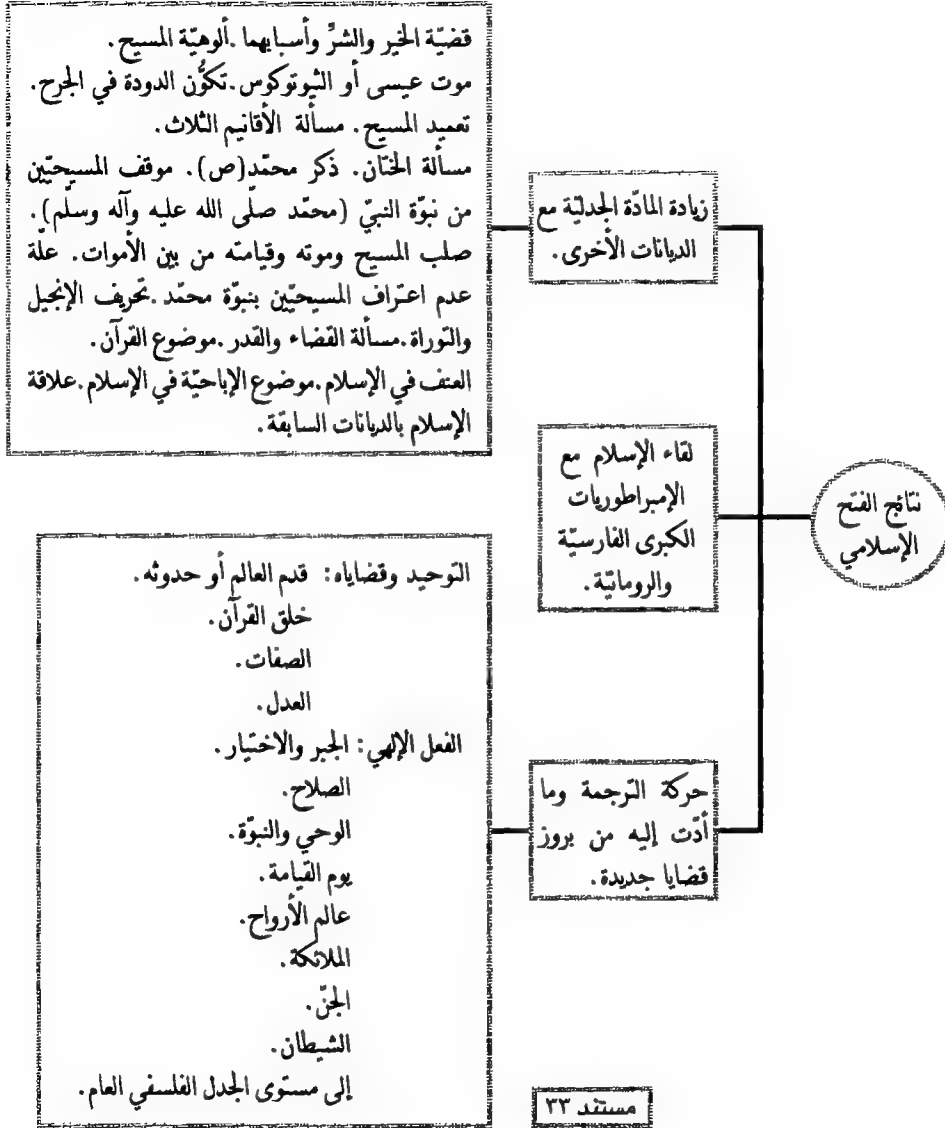 نتائج الفتح
الإسلامي
زيادة المادّة الجدليّة مع
الديانات الأخرى.
قضيّة الخير والشرِّ وأسبابهما .ألوهيّة المسيح.
موت عيسى أو الثيوتوكوس.تكوُّن الدودة في الجرح.
تعميد المسيح. مسألة الأقانيم الثلاث.
مسألة الختان. ذكر محمّد(ص). موقف المسيحيّين
من نبوّة النبيّ (محمّد صلّى الله عليه وآله وسلّم).
صلب المسيح وموته وقيامته من بين الأموات. علّة
عدم اعتراف المسيحيّين بنبوّة محمّد .تحريف الإنجيل
والتوراة.مسألة القضاء والقدر .موضوع القرآن.
العنف في الإسلام.موضوع الإباحيّة في الإسلام.علاقة
الإسلام بالديانات السابقة.
لقاء الإسلام مع
الإمبراطوريات
الكبرى الفارسيّة
والرومانيّة.
حركة الترجمة وما
أدّت إليه من بروز
قضايا جديدة.
التوحيد وقضاياه: قدم العالم أو حدوثه.
خلق القرآن.
الصفات.
العدل.
الفعل الإلهي: الجبر والاختيار.
الصلاح.
الوحي والنبوّة.
يوم القيامة.
عالم الأرواح.
الملائكة.
الجنّ.
الشيطان.
إلى مستوى الجدل الفلسفي العام.
مستند ٣٣